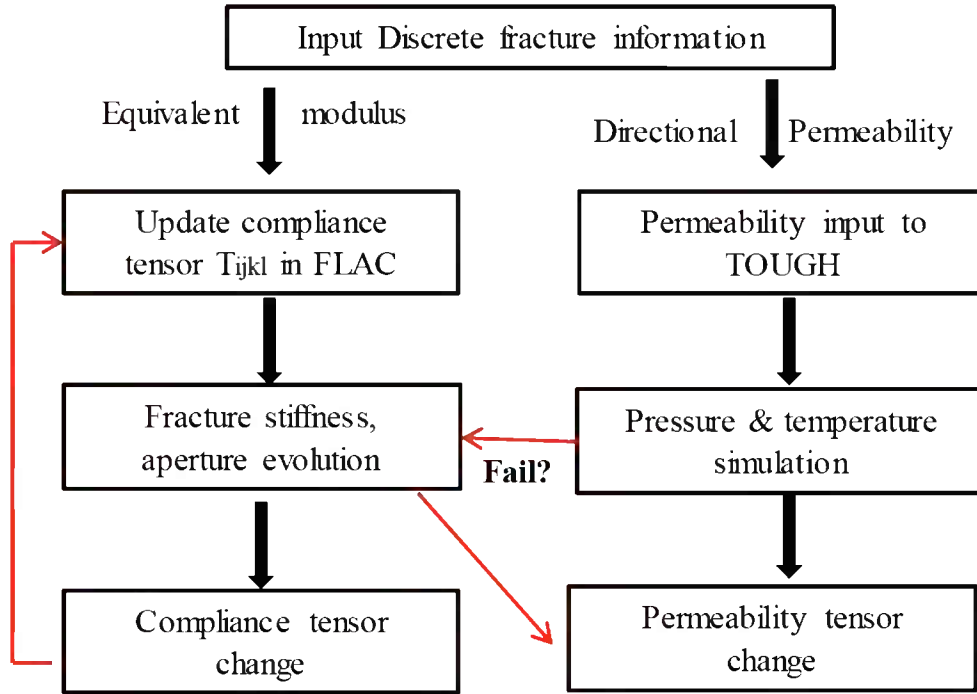 Input Discrete fracture information
Equivalent modulus
Directional Permeability
Update compliance
tensor Tijkl in FLAC
Permeability input to
TOUGH
Fracture stiffness,
aperture evolution
Fail?
Pressure & temperature
simulation
Compliance tensor
change
Permeability tensor
change